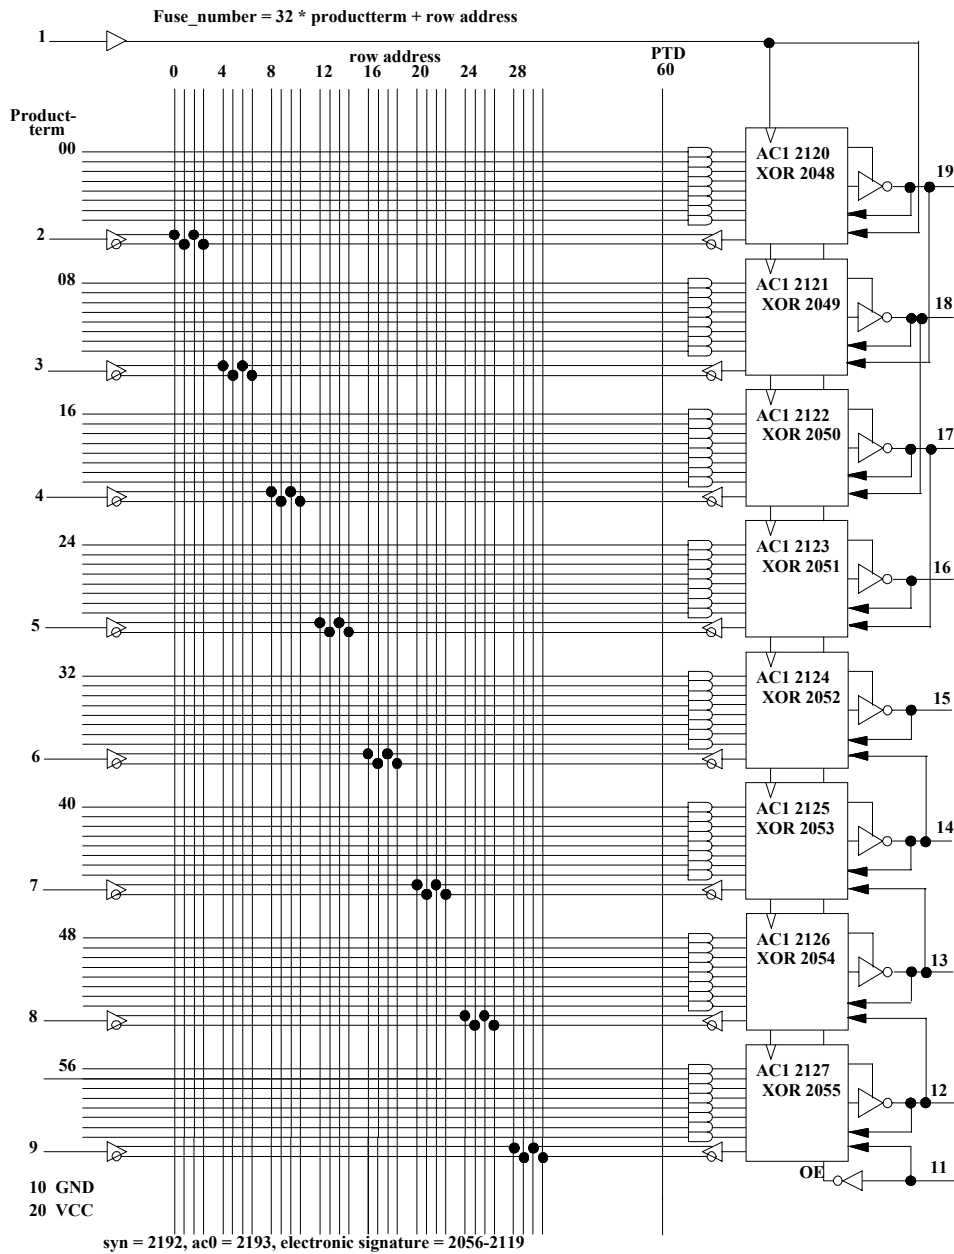 Fuse_number = 32 * productterm + row address
1
row address
PTD
0 4 8 12 16 20 24 28 60
Product-
term
00
AC1 2120
XOR 2048
19
2
08
AC1 2121
XOR 2049
18
3
16
AC1 2122
XOR 2050
17
4
24
AC1 2123
XOR 2051
16
5
32
AC1 2124
XOR 2052
15
6
40
AC1 2125
XOR 2053
14
7
48
AC1 2126
XOR 2054
13
8
56
AC1 2127
XOR 2055
12
9
OE
11
10 GND
20 VCC
syn = 2192, ac0 = 2193, electronic signature = 2056-2119